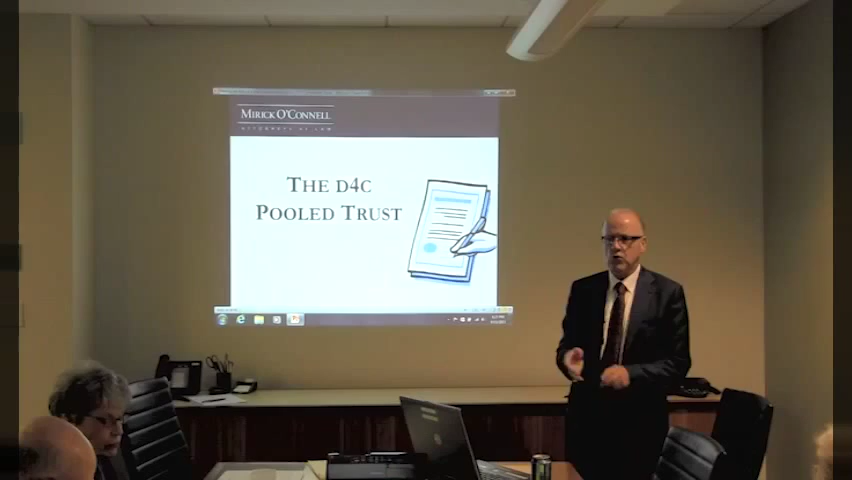 MIRICK O'CONNELL
ATTORNEYS AT LAW
THE D4C
POOLED TRUST